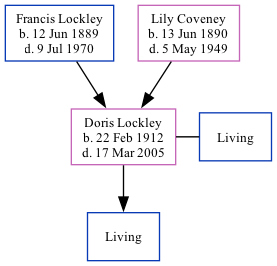 Francis Lockley
b. 12 Jun 1889
d. 9 Jul 1970
Lily Coveney
b. 13 Jun 1890
d. 5 May 1949
Doris Lockley
b. 22 Feb 1912
d. 17 Mar 2005
Living
Living